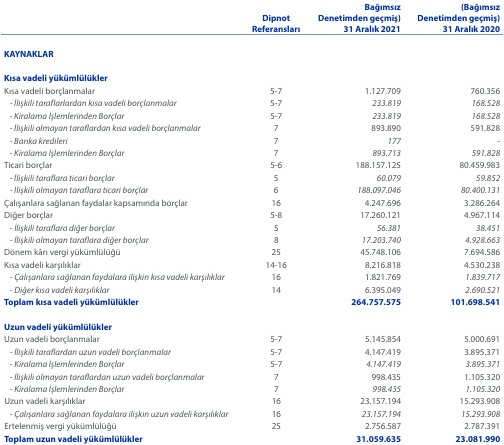 Bağımsız (Bağımsız
Dipnot Denetimden geçmiş) Denetimden geçmiş)
Referansları 31 Aralık 2021 31 Aralık 2020
KAYNAKLAR
Kısa vadeli yükümlülükler
Kısa vadeli borçlanmalar 5-7 1.127.709 760.356
- İlişkili taraflarlardan kısa vadeli borçlanmalar 5-7 233.819 168.528
- Kiralama İşlemlerinden Borçlar 5-7 233.819 168.528
- İlişkili olmayan taraflardan kısa vadeli borçlanmalar 7 893.890 591.828
- Banka kredileri 7 177 -
- Kiralama İşlemlerinden Borçlar 7 893.713 591.828
Ticari borçlar 5-6 188.157.125 80.459.983
- İlişkili taraflara ticari borçlar 5 60.079 59.852
- İlişkili olmayan taraflara ticari borçlar 6 188.097.046 80.400.131
Çalışanlara sağlanan faydalar kapsamında borçlar 16 4.247.696 3.286.264
Diğer borçlar 5-8 17.260.121 4.967.114
- İlişkili taraflara diğer borçlar 5 56.381 38.451
- İlişkili olmayan taraflara diğer borçlar 8 17.203.740 4.928.663
Dönem kârı vergi yükümlülüğü 25 45.748.106 7.694.586
Kısa vadeli karşılıklar 14-16 8.216.818 4.530.238
- Çalışanlara sağlanan faydalara ilişkin kısa vadeli karşılıklar 16 1.821.769 1.839.717
- Diğer kısa vadeli karşılıklar 14 6.395.049 2.690.521
Toplam kısa vadeli yükümlülükler 264.757.575 101.698.541
Uzun vadeli yükümlülükler
Uzun vadeli borçlanmalar 5-7 5.145.854 5.000.691
- İlişkili taraflardan uzun vadeli borçlanmalar 5-7 4.147.419 3.895.371
- Kiralama İşlemlerinden Borçlar 5-7 4.147.419 3.895.371
- İlişkili olmayan taraflardan uzun vadeli borçlanmalar 7 998.435 1.105.320
- Kiralama İşlemlerinden Borçlar 7 998.435 1.105.320
Uzun vadeli karşılıklar 16 23.157.194 15.293.908
- Çalışanlara sağlanan faydalara ilişkin uzun vadeli karşılıklar 16 23.157.194 15.293.908
Ertelenmiş vergi yükümlülüğü 25 2.756.587 2.787.391
Toplam uzun vadeli yükümlülükler 31.059.635 23.081.990